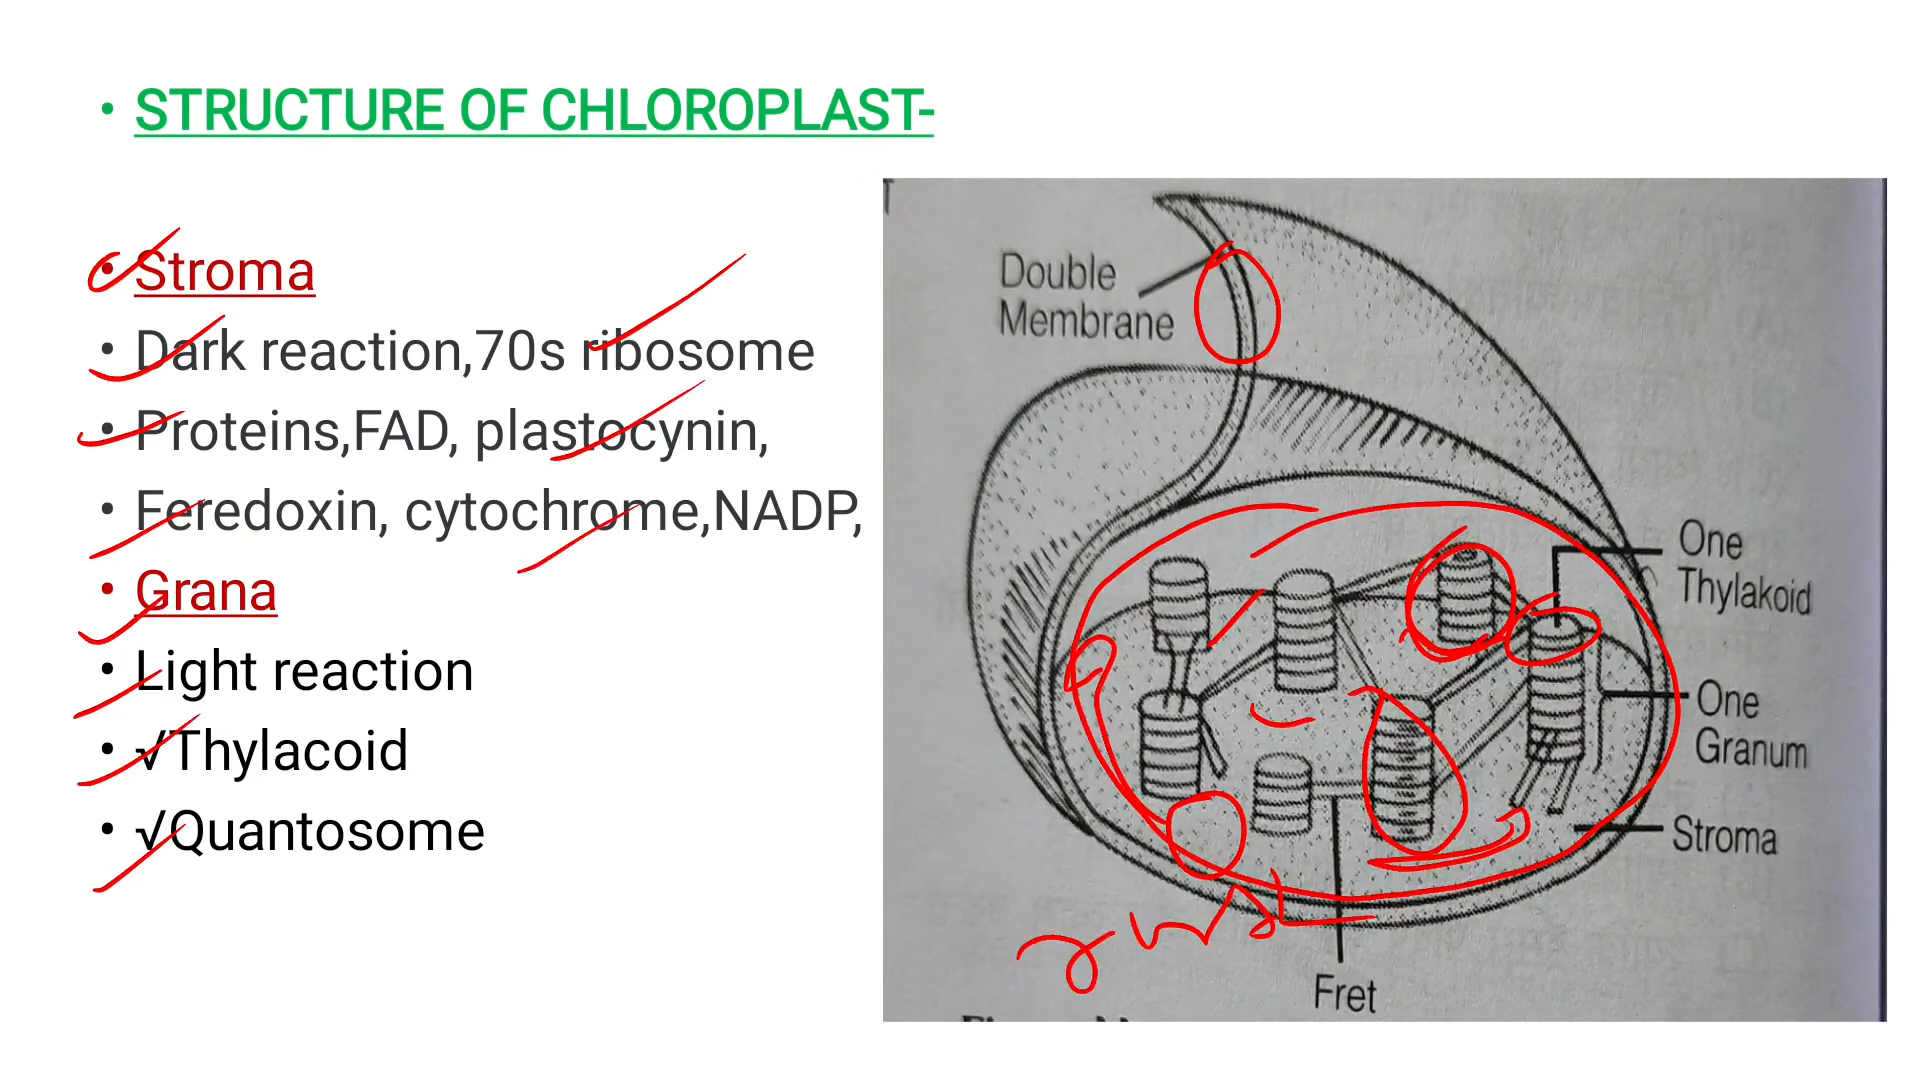 • STRUCTURE OF CHLOROPLAST-
• Stroma
• Dark reaction,70s ribosome
• Proteins,FAD, plastocynin,
• Feredoxin, cytochrome,NADP,
• Grana
• Light reaction
• √Thylacoid
• √Quantosome
Double
Membrane
One
Thylakoid
One
Granum
Stroma
Fret